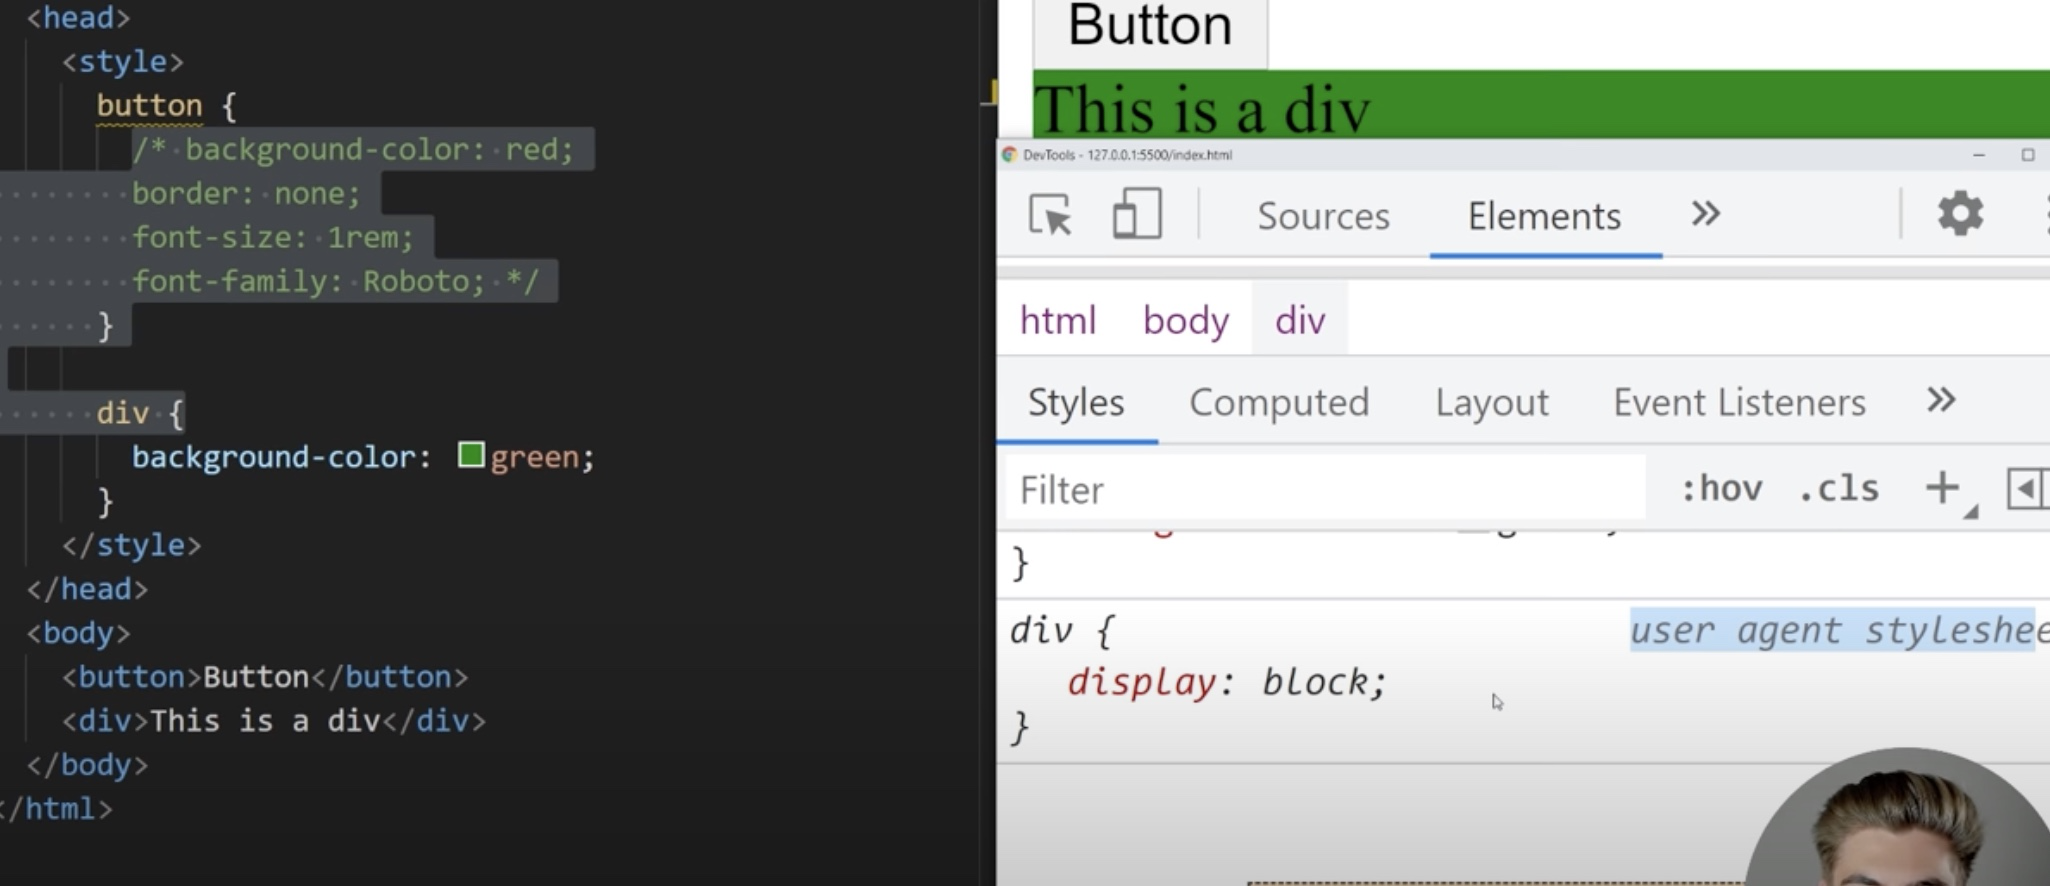 <head>
<style>
button {
/* background-color: red;
border: none;
font-size: 1rem;
font-family: Roboto; */
}
div {
background-color: green;
}
</style>
</head>
<body>
<button>Button</button>
<div>This is a div</div>
</body>
</html>
Button
This is a div
DevTools - 127.0.0.1:5500/index.html
Sources Elements
html body div
Styles Computed Layout Event Listeners
Filter :hov .cls
}
div { user agent styleshee
display: block;
}